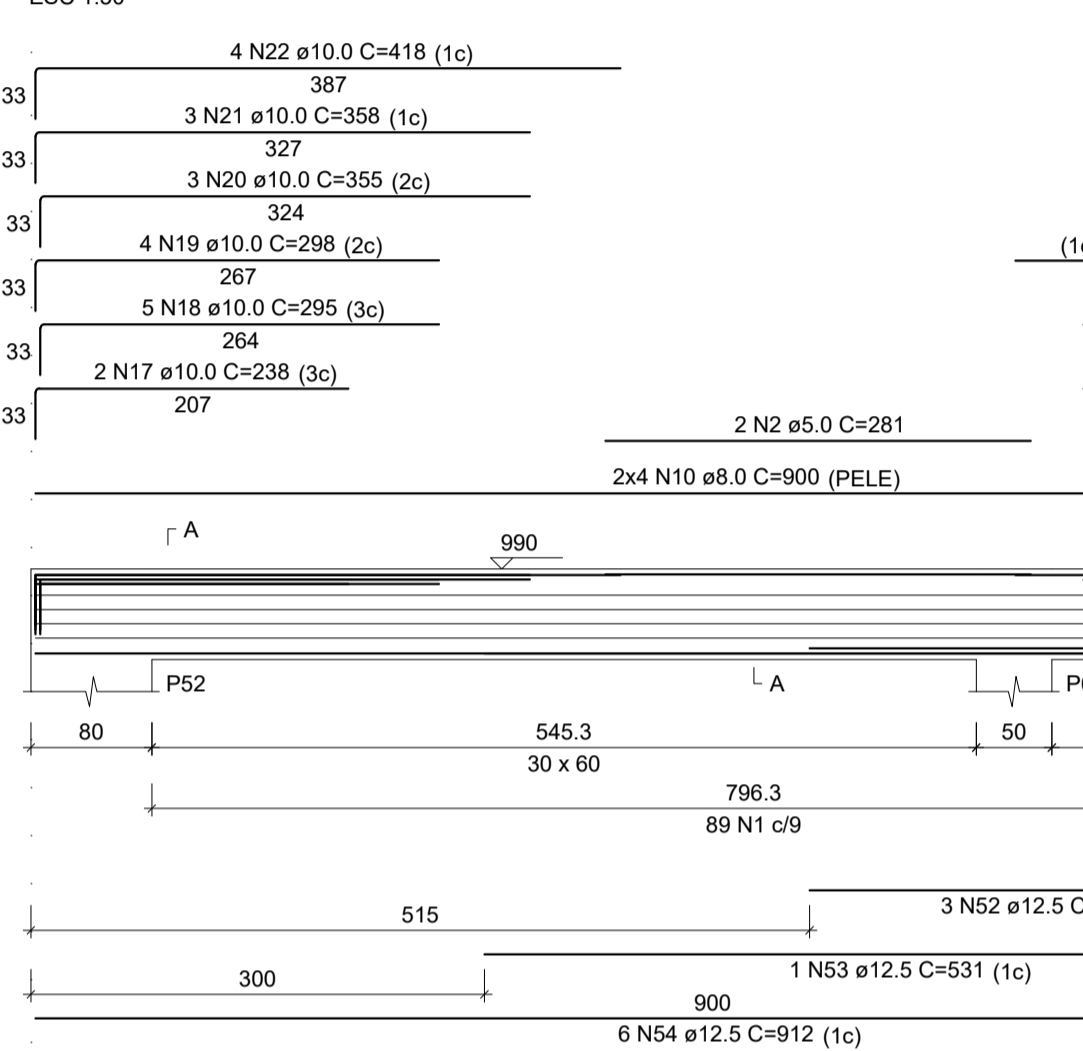 4 N22 ø10.0 C=418 (1c)
33
387
3 N21 ø10.0 C=358 (1c)
33
327
3 N20 ø10.0 C=355 (2c)
33
324
4 N19 ø10.0 C=298 (2c)
(1c
33
267
5 N18 ø10.0 C=295 (3c)
33
264
2 N17 ø10.0 C=238 (3c)
33
207
2 N2 ø5.0 C=281
2x4 N10 ø8.0 C=900 (PELE)
A
990
P52
A
80
545.3
50
30 x 60
796.3
89 N1 c/9
515
3 N52 ø12.5 C
300
1 N53 ø12.5 C=531 (1c)
900
6 N54 ø12.5 C=912 (1c)